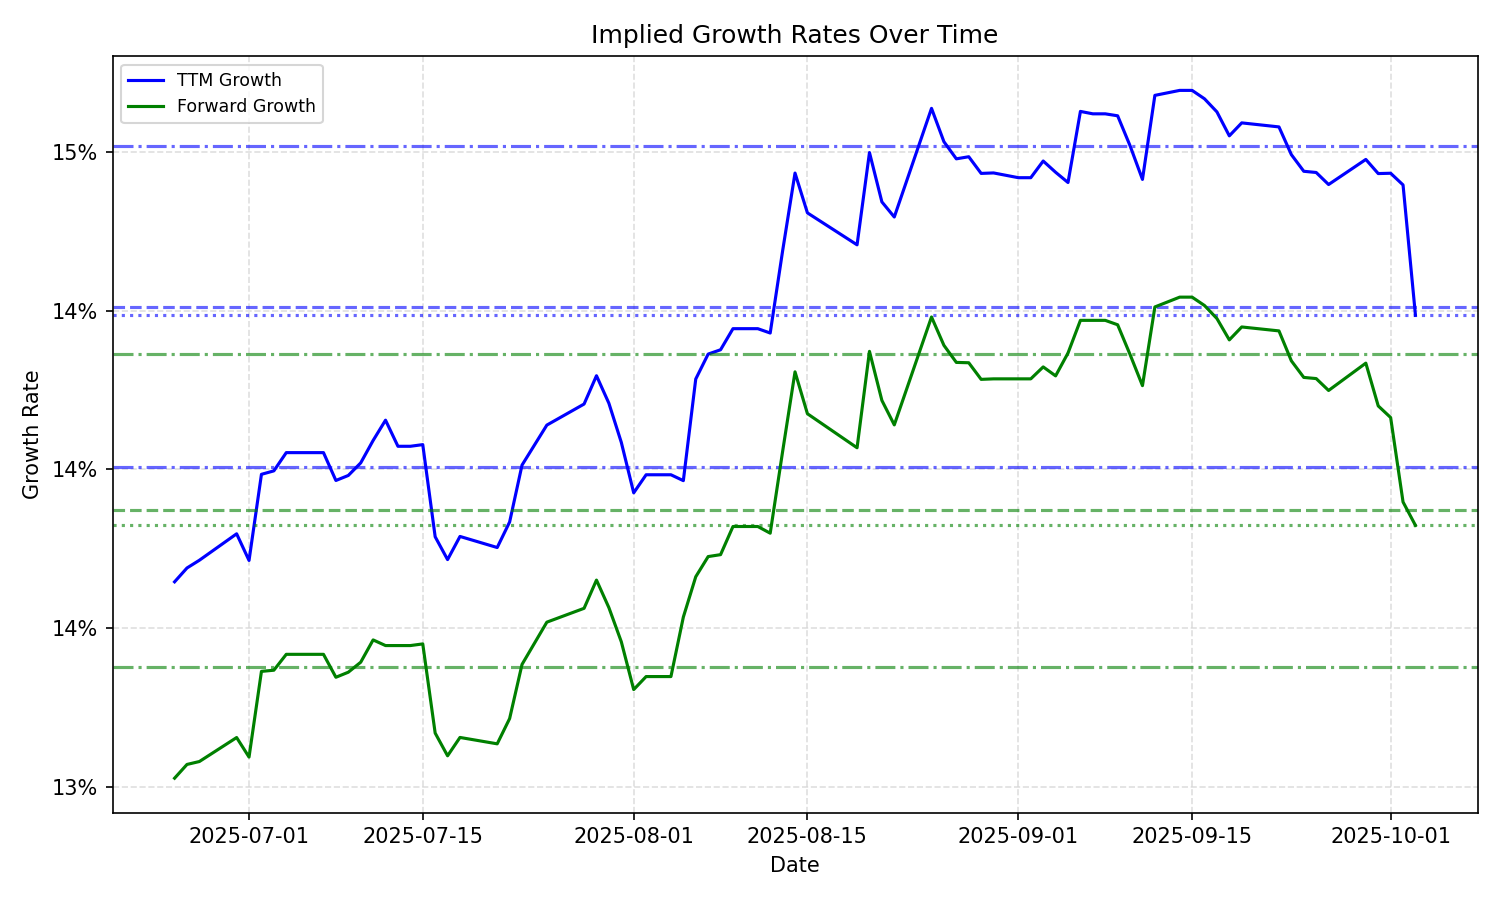 Implied Growth Rates Over Time
TTM Growth
Forward Growth
15%
14%
14%
14%
13%
Growth Rate
2025-07-01
2025-07-15
2025-08-01
2025-08-15
2025-09-01
2025-09-15
2025-10-01
Date